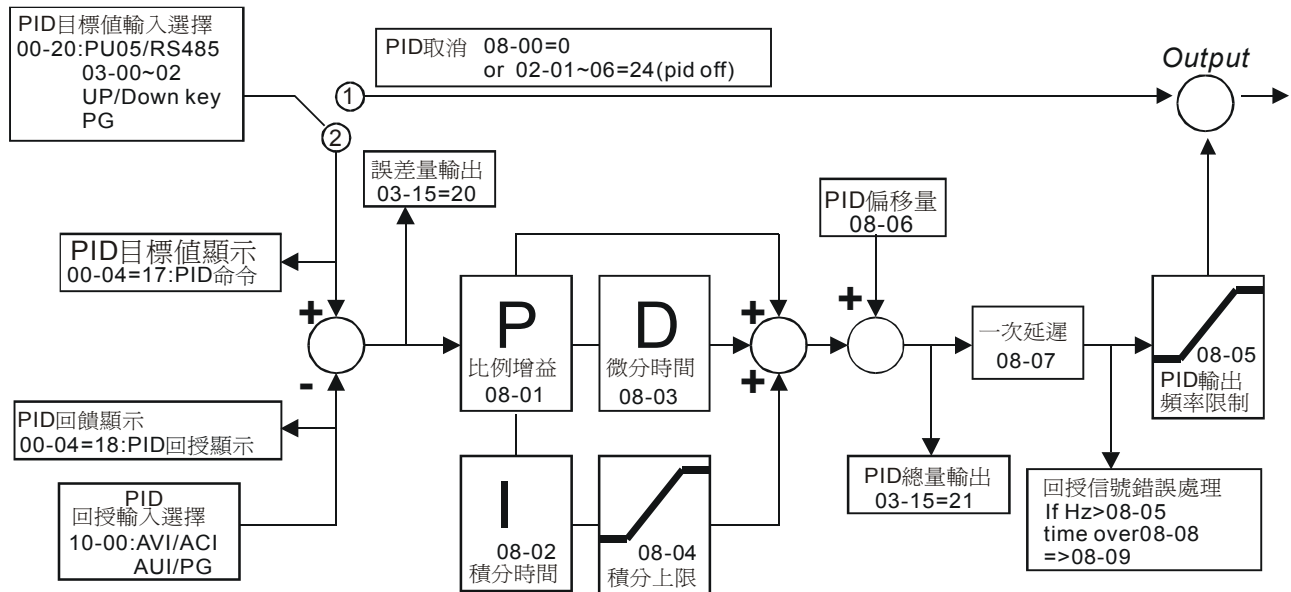 PID目標值輸入選擇
00-20:PU05/RS485
03-00~02
UP/Down key
PG
PID取消 08-00=0
or 02-01~06=24(pid off)
Output
1
2
誤差量輸出
03-15=20
PID偏移量
08-06
PID目標值顯示
00-04=17:PID命令
+
-
P
比例增益
08-01
D
微分時間
08-03
+
+
+
一次延遲
08-07
08-05
PID輸出
頻率限制
PID回饋顯示
00-04=18:PID回授顯示
PID
回授輸入選擇
10-00:AVI/ACI
AUI/PG
I
08-02
積分時間
08-04
積分上限
PID總量輸出
03-15=21
回授信號錯誤處理
If Hz>08-05
time over08-08
=>08-09